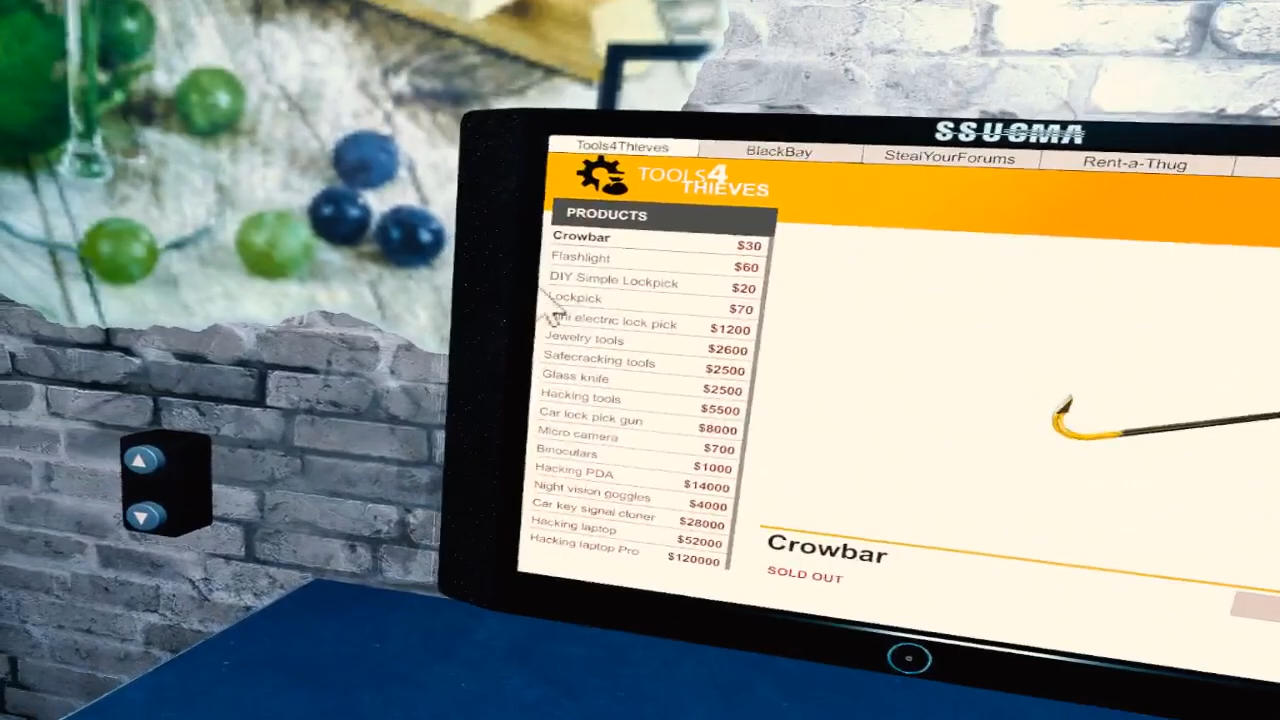 SSUGMA
Tools4Thieves
BlackBay
StealYourForums
Rent-a-Thug
TOOLS4
THIEVES
PRODUCTS
Crowbar $30
Flashlight $60
DIY Simple Lockpick $20
Lockpick $70
electric lock pick $1200
Jewelry tools $2600
Safecracking tools $2500
Glass knife $2500
Hacking tools $5500
Car lock pick gun $8000
Micro camera $700
Binoculars $1000
Hacking PDA $14000
Night vision goggles $4000
Car key signal cloner $28000
Hacking laptop $52000
Hacking laptop Pro $120000
Crowbar
SOLD OUT